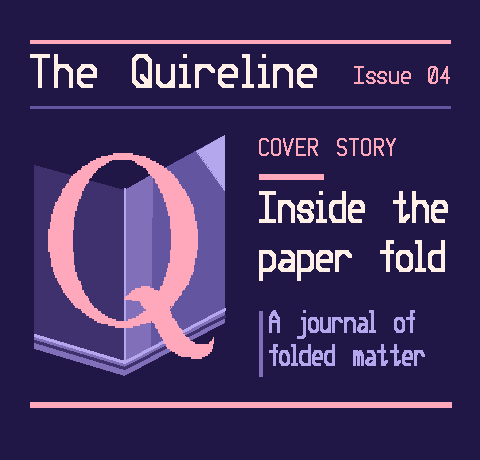 The Quireline
Issue 04
Q
COVER STORY
Inside the
paper fold
A journal of
folded matter